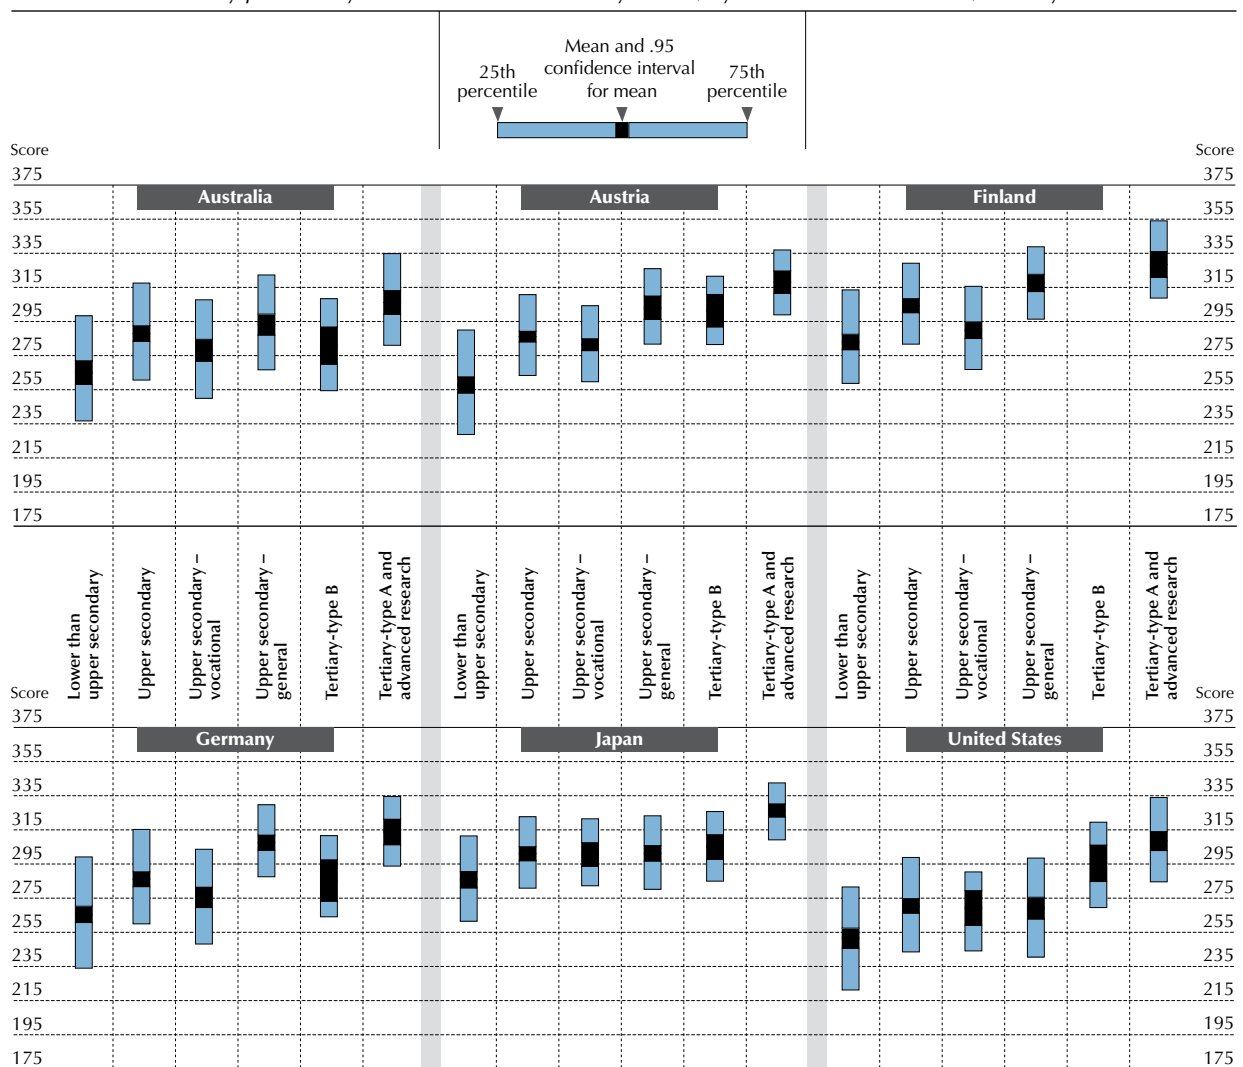 Mean and .95
confidence interval
for mean
25th
percentile
75th
percentile
Score
Score
375
375
Australia
Austria
Finland
355
355
335
335
315
315
295
295
275
275
255
255
235
235
215
215
195
195
175
175
Lower than
upper secondary
Upper secondary
Upper secondary –
vocational
Upper secondary –
general
Tertiary-type B
Tertiary-type A and
advanced research
Lower than
upper secondary
Upper secondary
Upper secondary –
vocational
Upper secondary –
general
Tertiary-type B
Tertiary-type A and
advanced research
Lower than
upper secondary
Upper secondary
Upper secondary –
vocational
Upper secondary –
general
Tertiary-type B
Tertiary-type A and
advanced research
Score
Score
375
375
Germany
Japan
United States
355
355
335
335
315
315
295
295
275
275
255
255
235
235
215
215
195
195
175
175